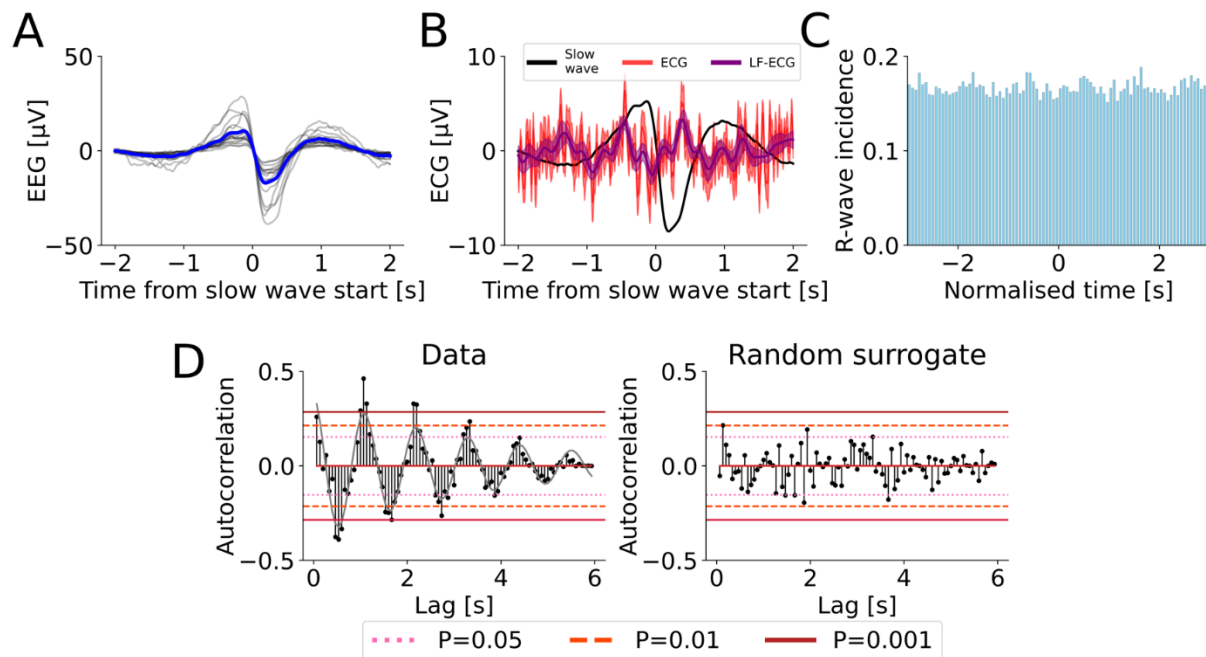 A
50
0
−50
EEG [µV]
−2 −1 0 1 2
Time from slow wave start [s]
B
10
0
−10
ECG [µV]
Slow
wave
ECG
LF-ECG
−2 −1 0 1 2
Time from slow wave start [s]
C
0.2
0.1
0.0
R-wave incidence
−2 0 2
Normalised time [s]
D
Data
0.5
0.0
−0.5
Autocorrelation
0 2 4 6
Lag [s]
Random surrogate
0.5
0.0
−0.5
Autocorrelation
0 2 4 6
Lag [s]
P=0.05 P=0.01 P=0.001